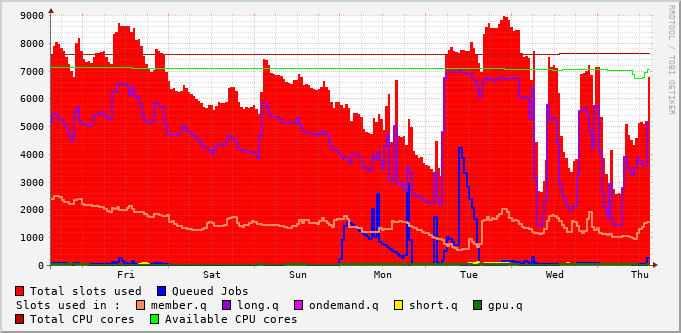 9000
8000
7000
6000
5000
4000
3000
2000
1000
0
Fri Sat Sun Mon Tue Wed Thu
Total slots used Queued Jobs
Slots used in : member.q long.q ondemand.q short.q gpu.q
Total CPU cores Available CPU cores
RRDTOOL / TOBI OETIKER